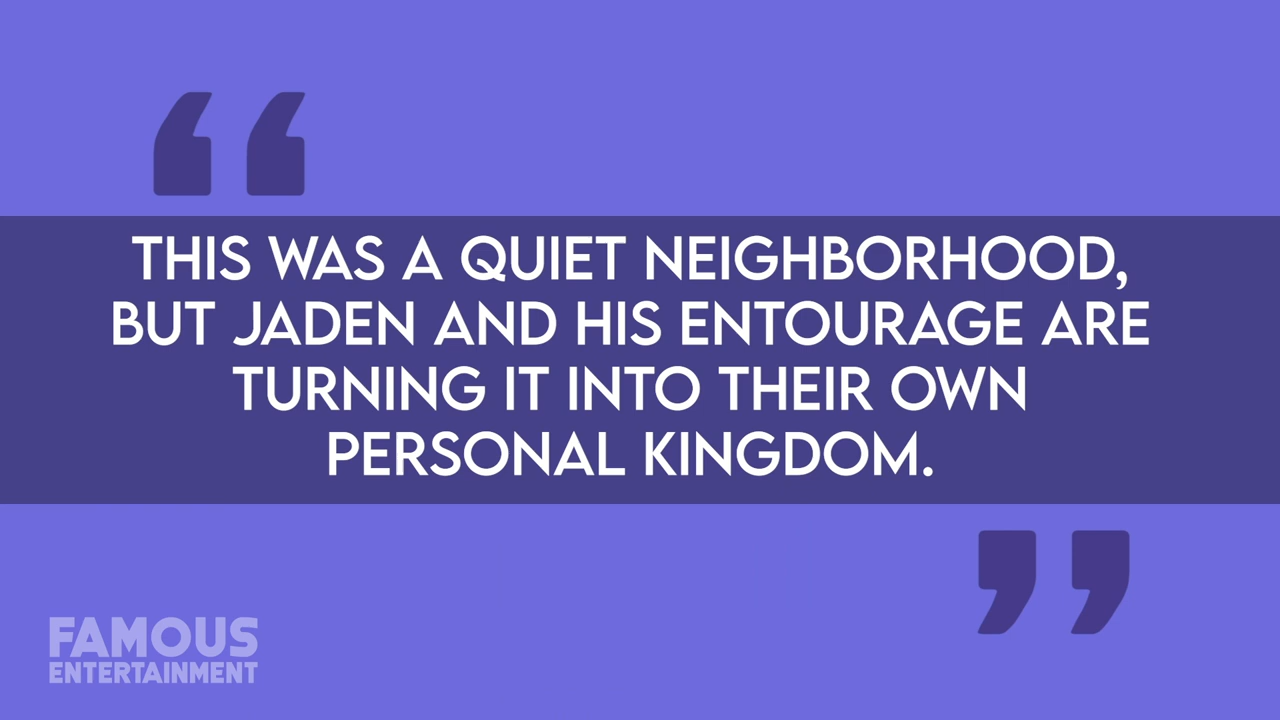 “
THIS WAS A QUIET NEIGHBORHOOD,
BUT JADEN AND HIS ENTOURAGE ARE
TURNING IT INTO THEIR OWN
PERSONAL KINGDOM.
”
FAMOUS
ENTERTAINMENT